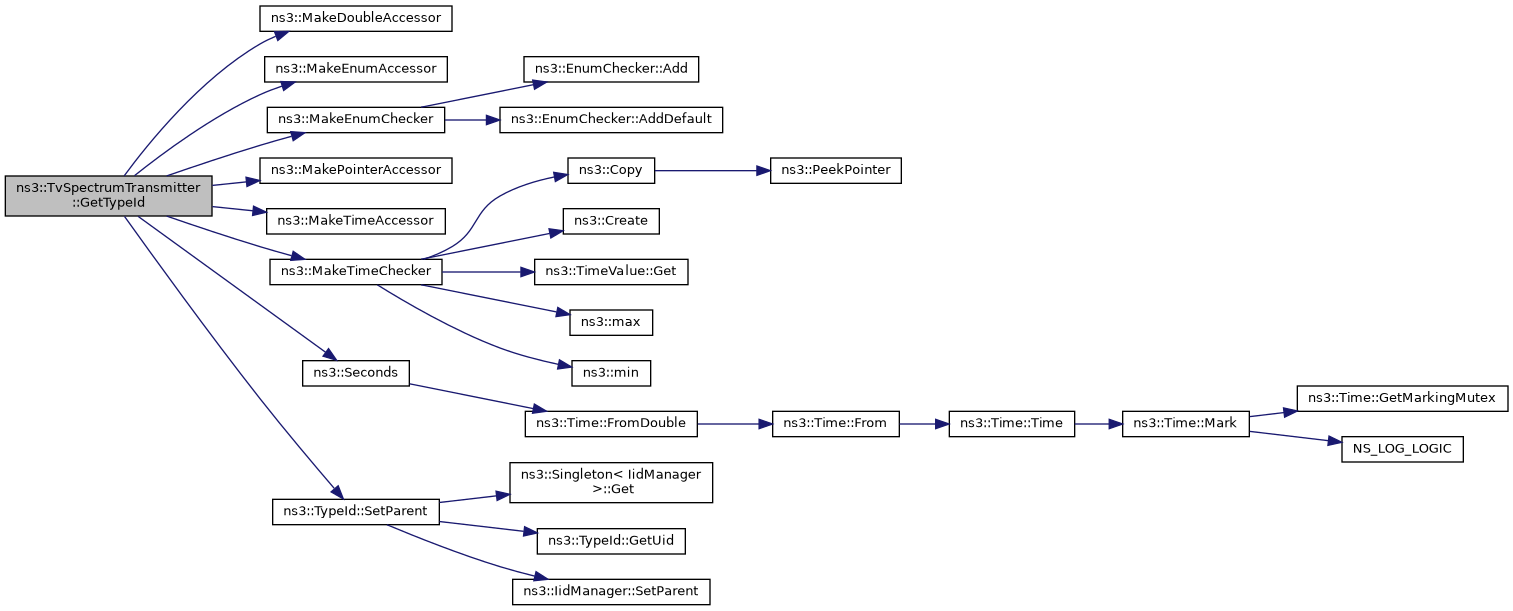 ns3::MakeDoubleAccessor
ns3::MakeEnumAccessor
ns3::EnumChecker::Add
ns3::MakeEnumChecker
ns3::EnumChecker::AddDefault
ns3::MakePointerAccessor
ns3::Copy
ns3::PeekPointer
ns3::TvSpectrumTransmitter
::GetTypeId
ns3::MakeTimeAccessor
ns3::Create
ns3::MakeTimeChecker
ns3::TimeValue::Get
ns3::max
ns3::Seconds
ns3::min
ns3::Time::FromDouble
ns3::Time::From
ns3::Time::Time
ns3::Time::Mark
ns3::Time::GetMarkingMutex
NS_LOG_LOGIC
ns3::Singleton< IidManager
>::Get
ns3::TypeId::SetParent
ns3::TypeId::GetUid
ns3::IidManager::SetParent